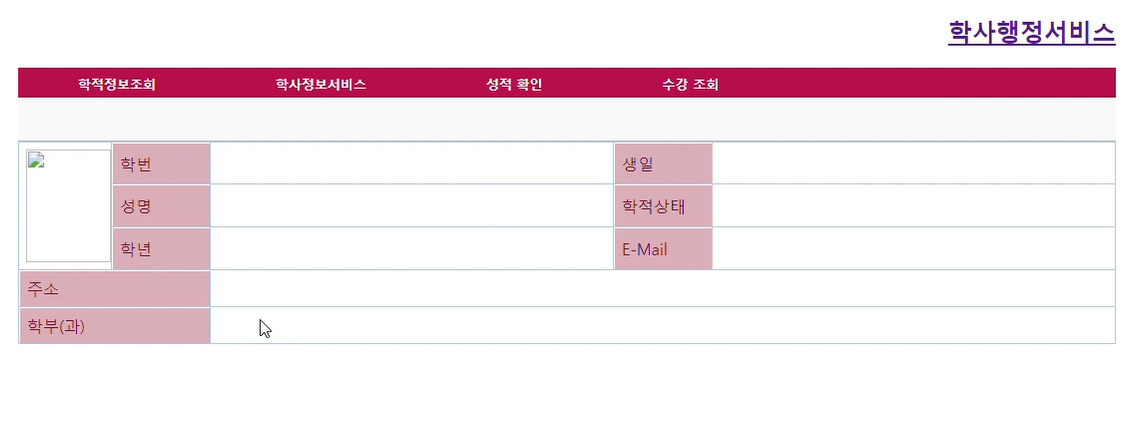 학사행정서비스
학적정보조회 학사정보서비스 성적 확인 수강 조회
학번 생일
성명 학적상태
학년 E-Mail
주소
학부(과)